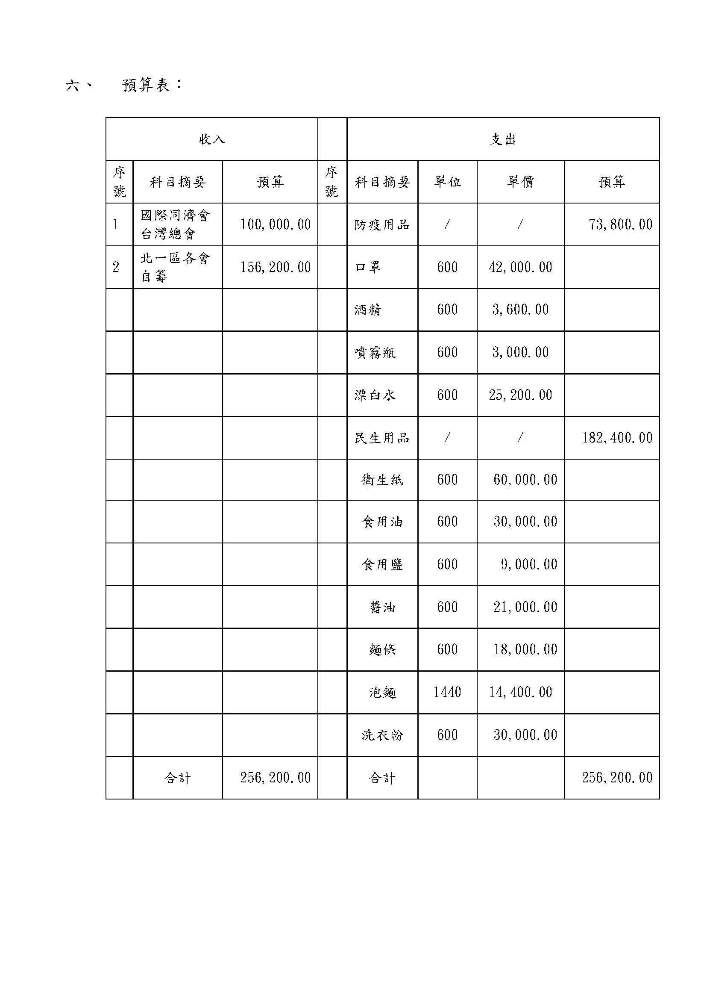 六、 預算表：
收入 支出
序號 科目摘要 預算 序號 科目摘要 單位 單價 預算
1 國際同濟會台灣總會 100,000.00 防疫用品 / / 73,800.00
2 北一區各會自籌 156,200.00 口罩 600 42,000.00
酒精 600 3,600.00
噴霧瓶 600 3,000.00
漂白水 600 25,200.00
民生用品 / / 182,400.00
衛生紙 600 60,000.00
食用油 600 30,000.00
食用鹽 600 9,000.00
醬油 600 21,000.00
麵條 600 18,000.00
泡麵 1440 14,400.00
洗衣粉 600 30,000.00
合計 256,200.00 合計 256,200.00